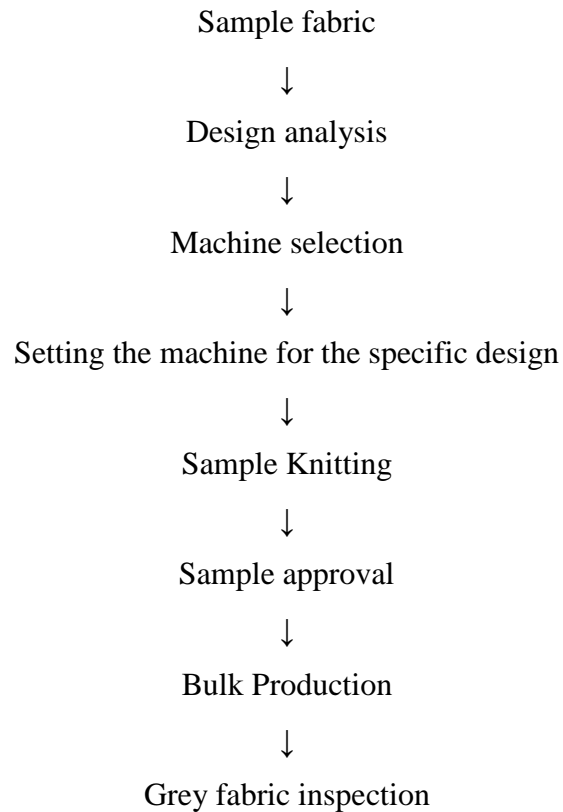 Sample fabric
↓
Design analysis
↓
Machine selection
↓
Setting the machine for the specific design
↓
Sample Knitting
↓
Sample approval
↓
Bulk Production
↓
Grey fabric inspection